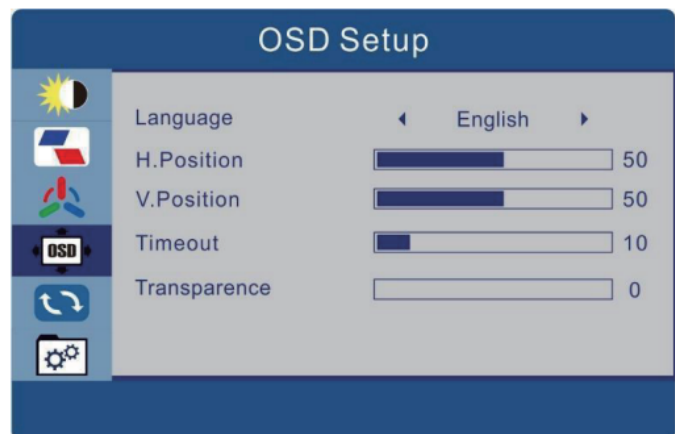 OSD Setup
Language English
H.Position 50
V.Position 50
OSD
Timeout 10
Transparence 0